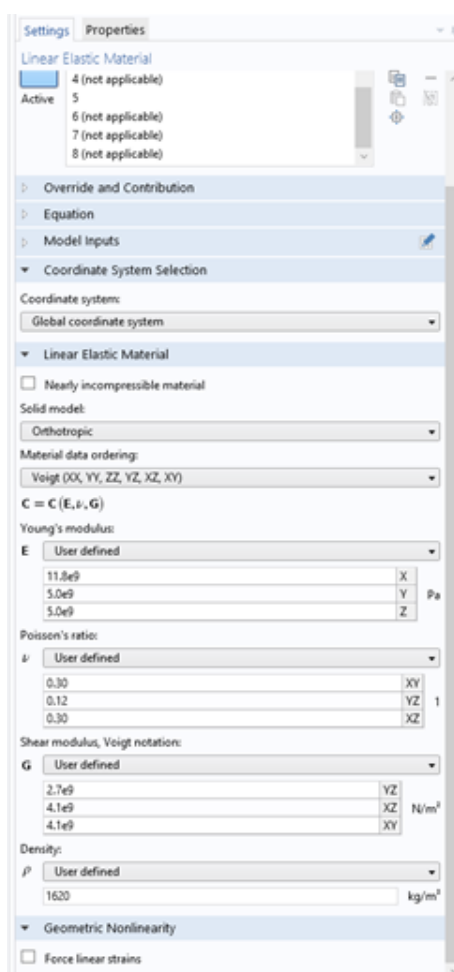 Settings Properties
Linear Elastic Material
4 (not applicable)
Active 5
6 (not applicable)
7 (not applicable)
8 (not applicable)
Override and Contribution
Equation
Model Inputs
Coordinate System Selection
Coordinate system:
Global coordinate system
Linear Elastic Material
Nearly incompressible material
Solid model:
Orthotropic
Material data ordering:
Voigt (XX, YY, ZZ, YZ, XZ, XY)
C = C(E,ν,G)
Young's modulus:
E User defined
11.8e9 X
5.0e9 Y Pa
5.0e9 Z
Poisson's ratio:
ν User defined
0.30 XY
0.12 YZ 1
0.30 XZ
Shear modulus, Voigt notation:
G User defined
2.7e9 YZ
4.1e9 XZ N/m²
4.1e9 XY
Density:
ρ User defined
1620 kg/m³
Geometric Nonlinearity
Force linear strains